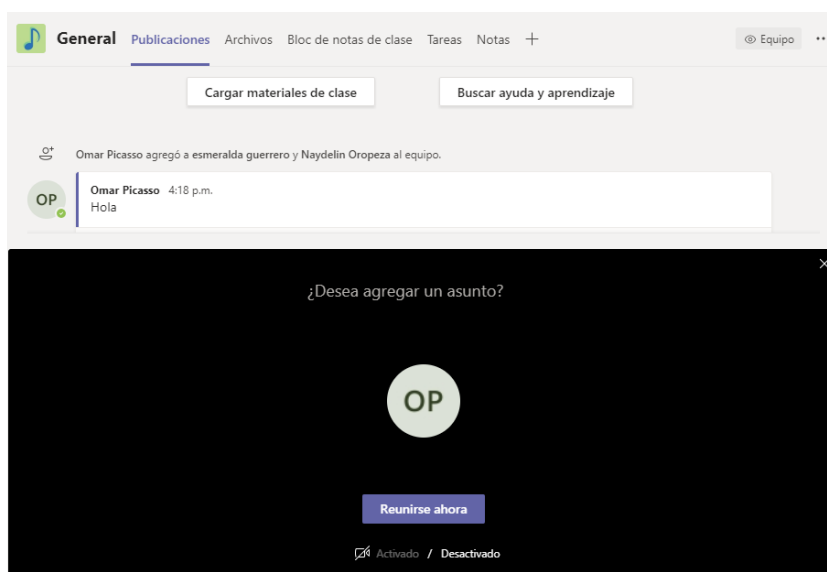 General Publicaciones Archivos Bloc de notas de clase Tareas Notas Equipo
Cargar materiales de clase Buscar ayuda y aprendizaje
Omar Picasso agregó a esmeralda guerrero y Naydelin Oropeza al equipo.
OP Omar Picasso 4:18 p.m.
Hola
¿Desea agregar un asunto?
OP
Reunirse ahora
Activado / Desactivado